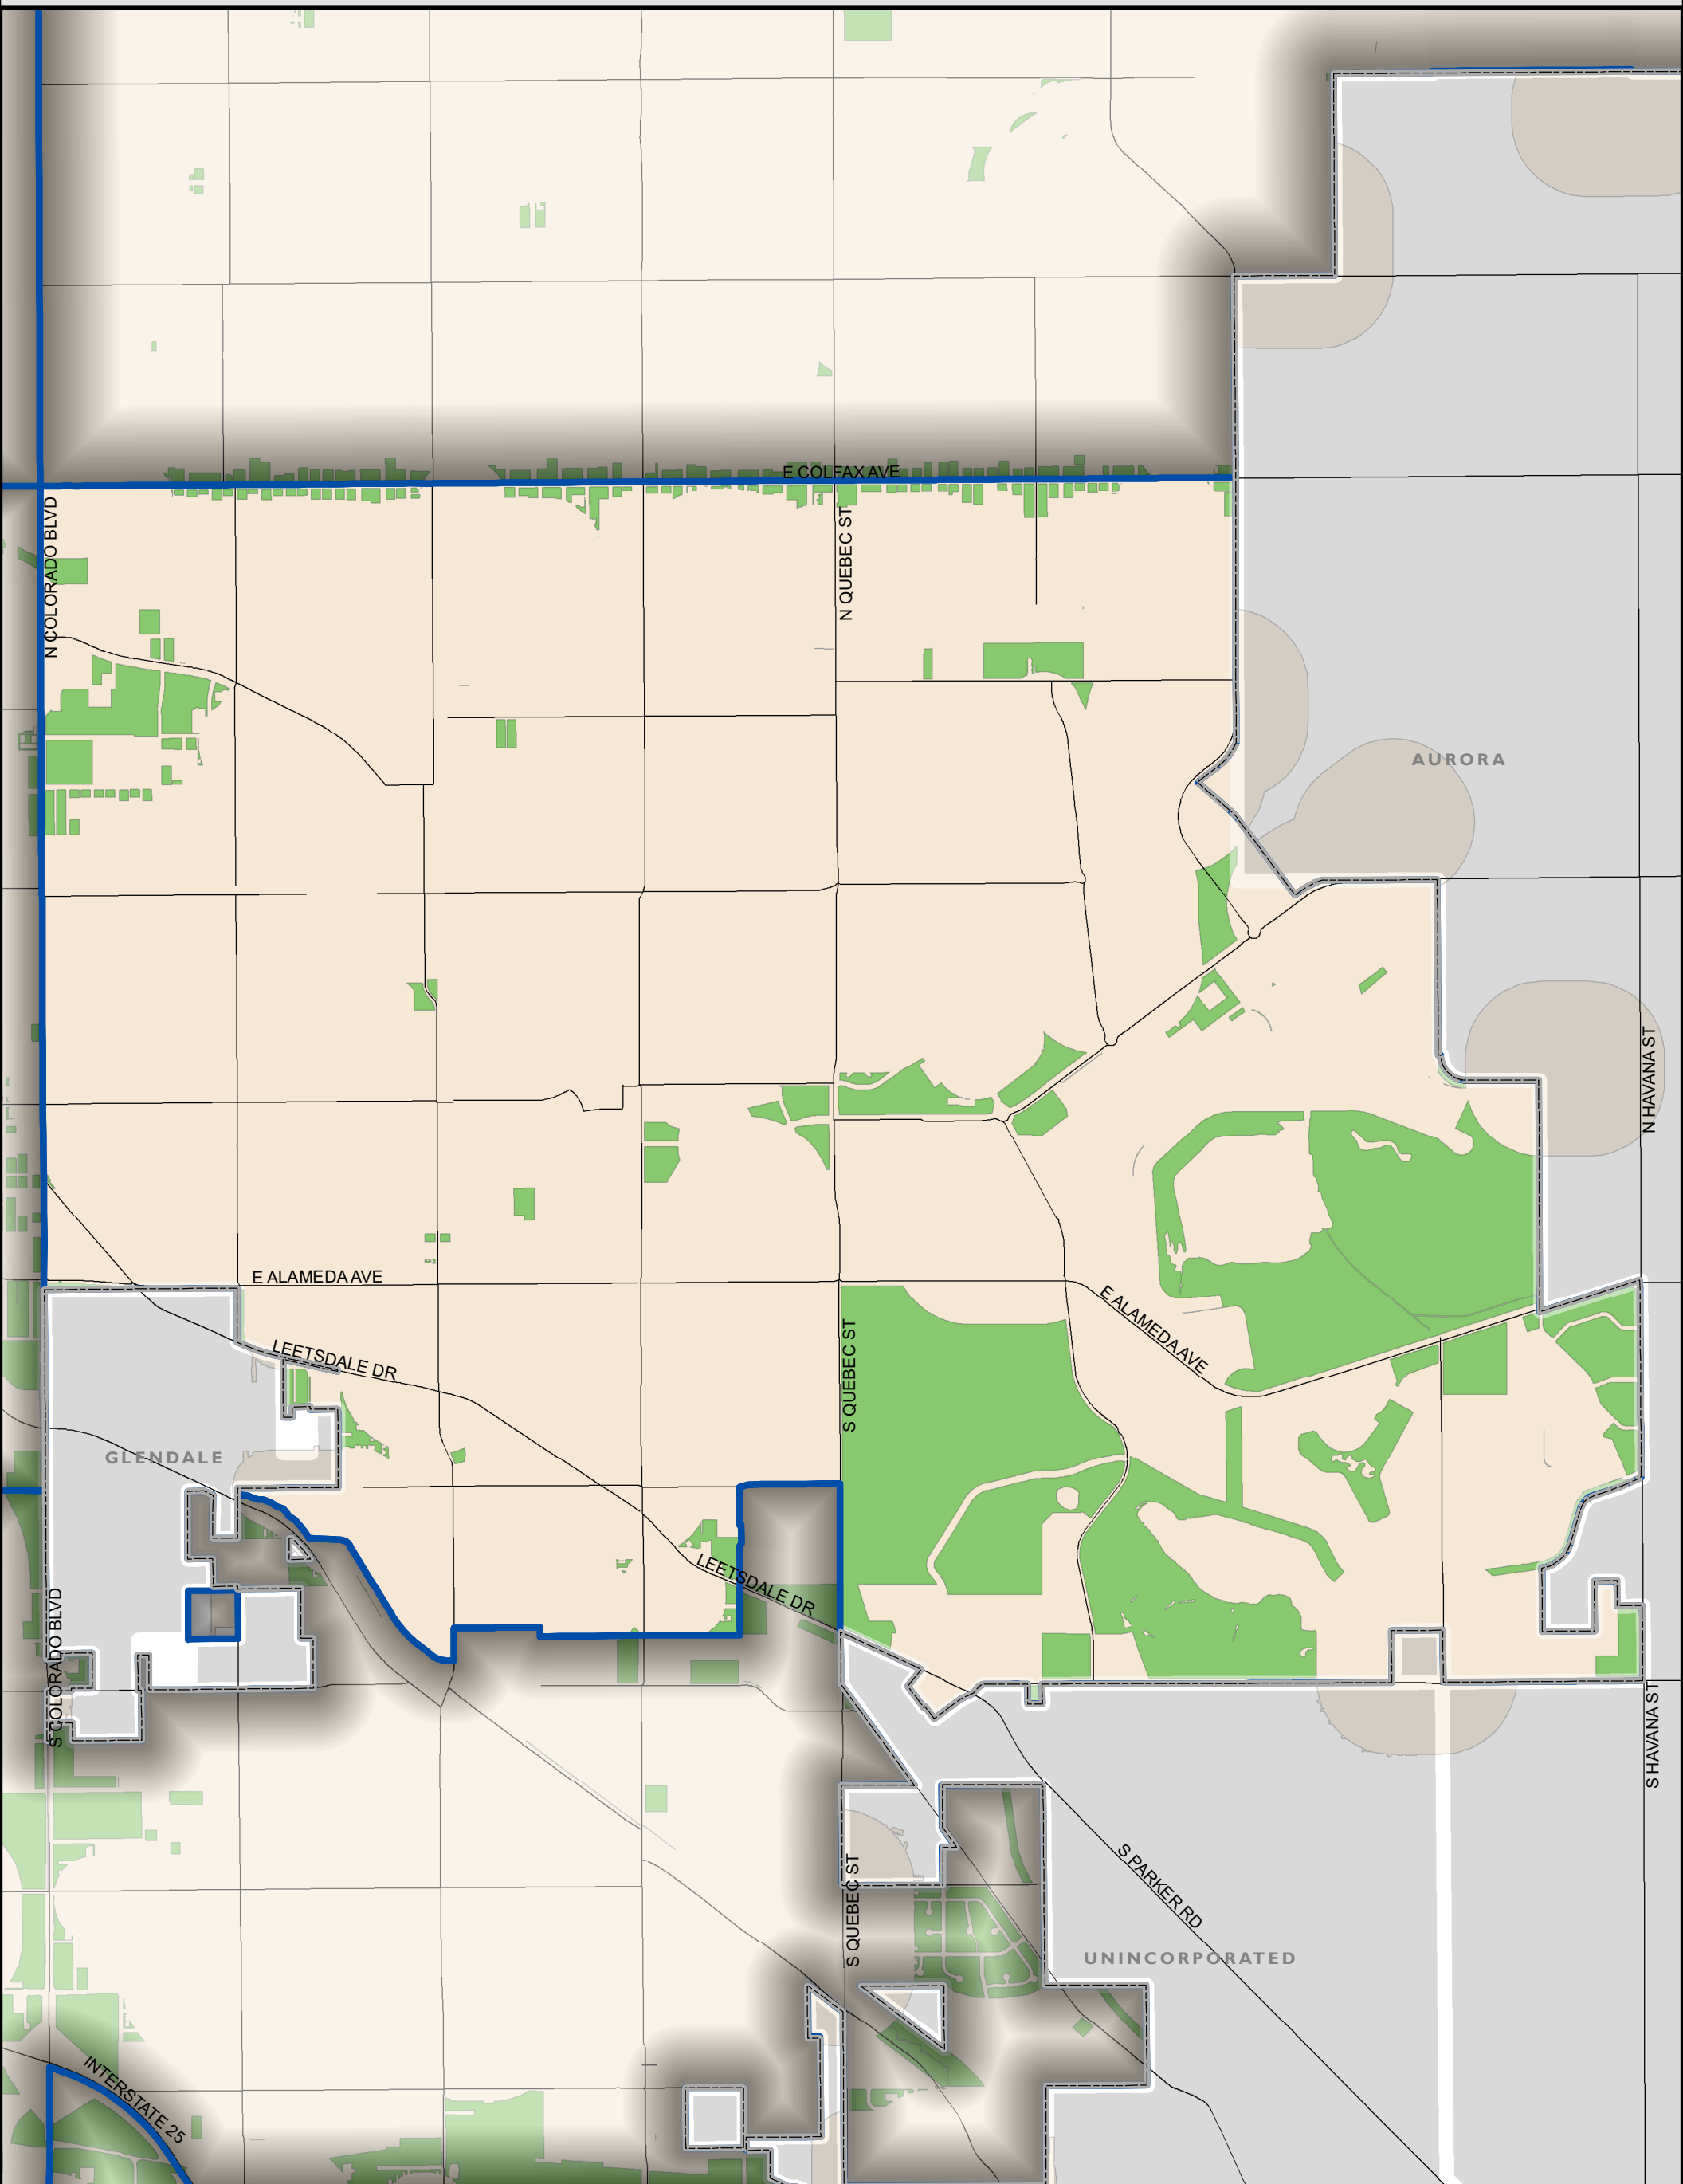 E COLFAX AVE
N COLORADO BLVD
N QUEBEC ST
AURORA
N HAVANA ST
E ALAMEDA AVE
E ALAMEDA AVE
LEETSDALE DR
S QUEBEC ST
GLENDALE
LEETSDALE DR
S COLORADO BLVD
S HAVANA ST
S PARKER RD
S QUEBEC ST
UNINCORPORATED
INTERSTATE 25